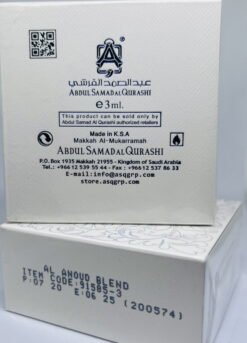 عبدالصمد القرشي
ABDUL SAMAD AL QURASHI
℮ 3 ml.
This product can be sold only by
Abdul Samad Al Qurashi authorized retailers
Made in K.S.A
Makkah Al-Mukarramah
ABDUL SAMAD AL QURASHI
P.O. Box 1935 Makkah 21955 - Kingdom of Saudi Arabia
Tel.: +966 12 539 55 44 - Fax : +966 12 537 86 33
E-mail:info@asqgrp.com
store.asqgrp.com
AL ANOUD BLEND
ITEM CODE:91585-3
P:07 20 E:06 25 (200574)